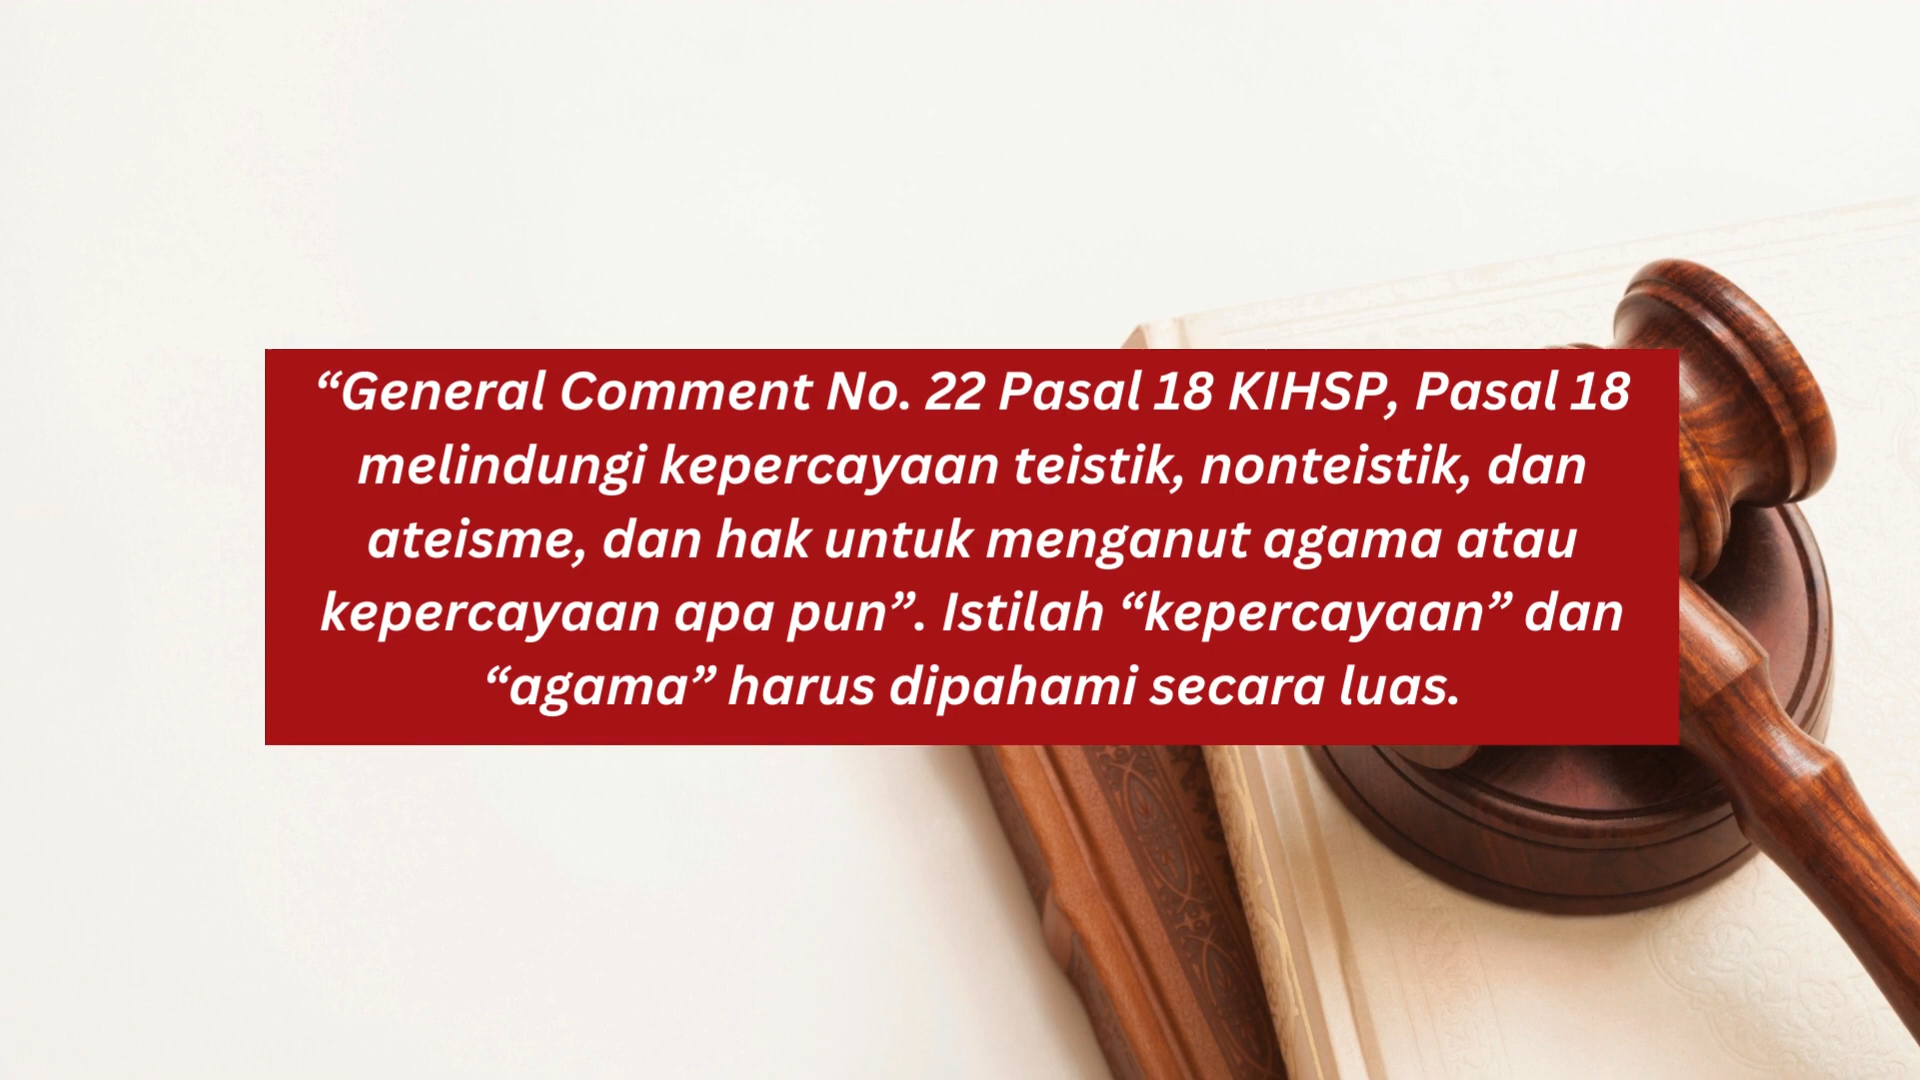 “General Comment No. 22 Pasal 18 KIHSP, Pasal 18
melindungi kepercayaan teistik, nonteistik, dan
ateisme, dan hak untuk menganut agama atau
kepercayaan apa pun”. Istilah “kepercayaan” dan
“agama” harus dipahami secara luas.